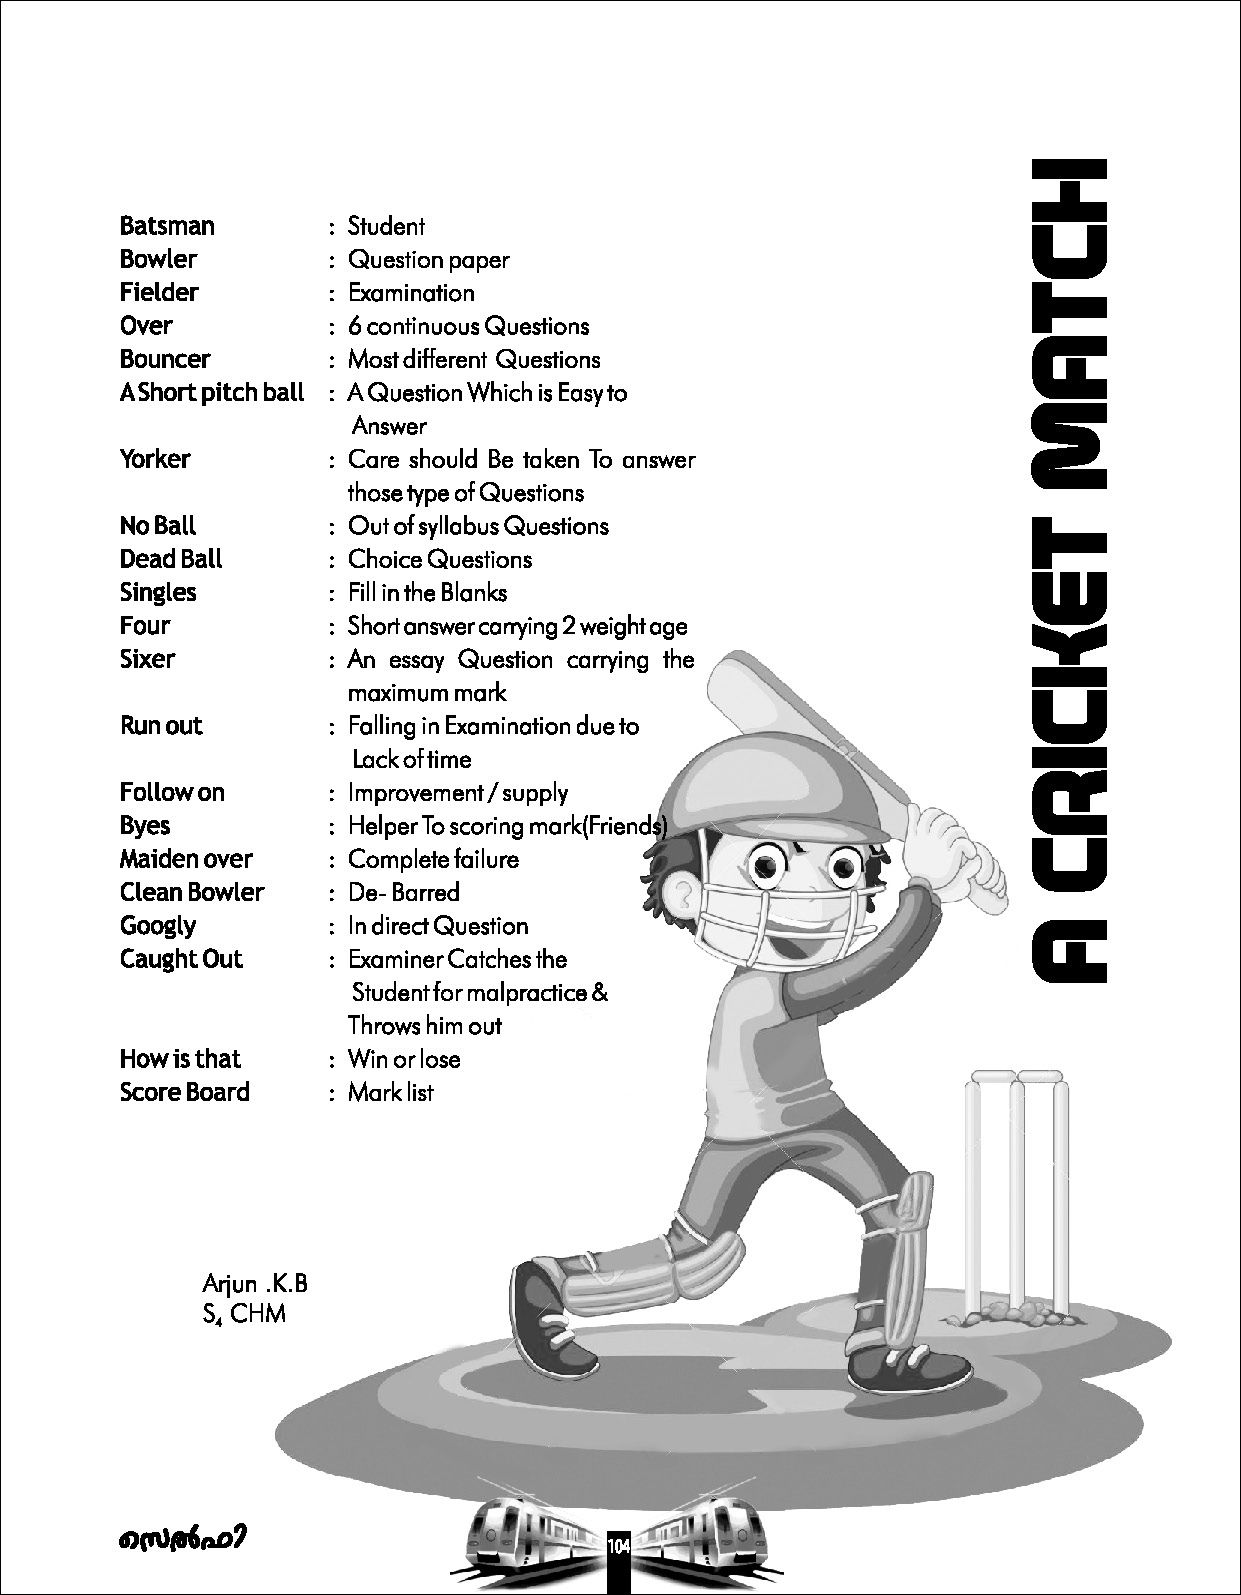 A CRICKET MATCH
Batsman : Student
Bowler : Question paper
Fielder : Examination
Over : 6 continuous Questions
Bouncer : Most different Questions
A Short pitch ball : A Question Which is Easy to
Answer
Yorker : Care should Be taken To answer
those type of Questions
No Ball : Out of syllabus Questions
Dead Ball : Choice Questions
Singles : Fill in the Blanks
Four : Short answer carrying 2 weight age
Sixer : An essay Question carrying the
maximum mark
Run out : Falling in Examination due to
Lack of time
Follow on : Improvement / supply
Byes : Helper To scoring mark(Friends)
Maiden over : Complete failure
Clean Bowler : De- Barred
Googly : In direct Question
Caught Out : Examiner Catches the
Student for malpractice &
Throws him out
How is that : Win or lose
Score Board : Mark list
Arjun .K.B
S4 CHM
സെൽഫി
104